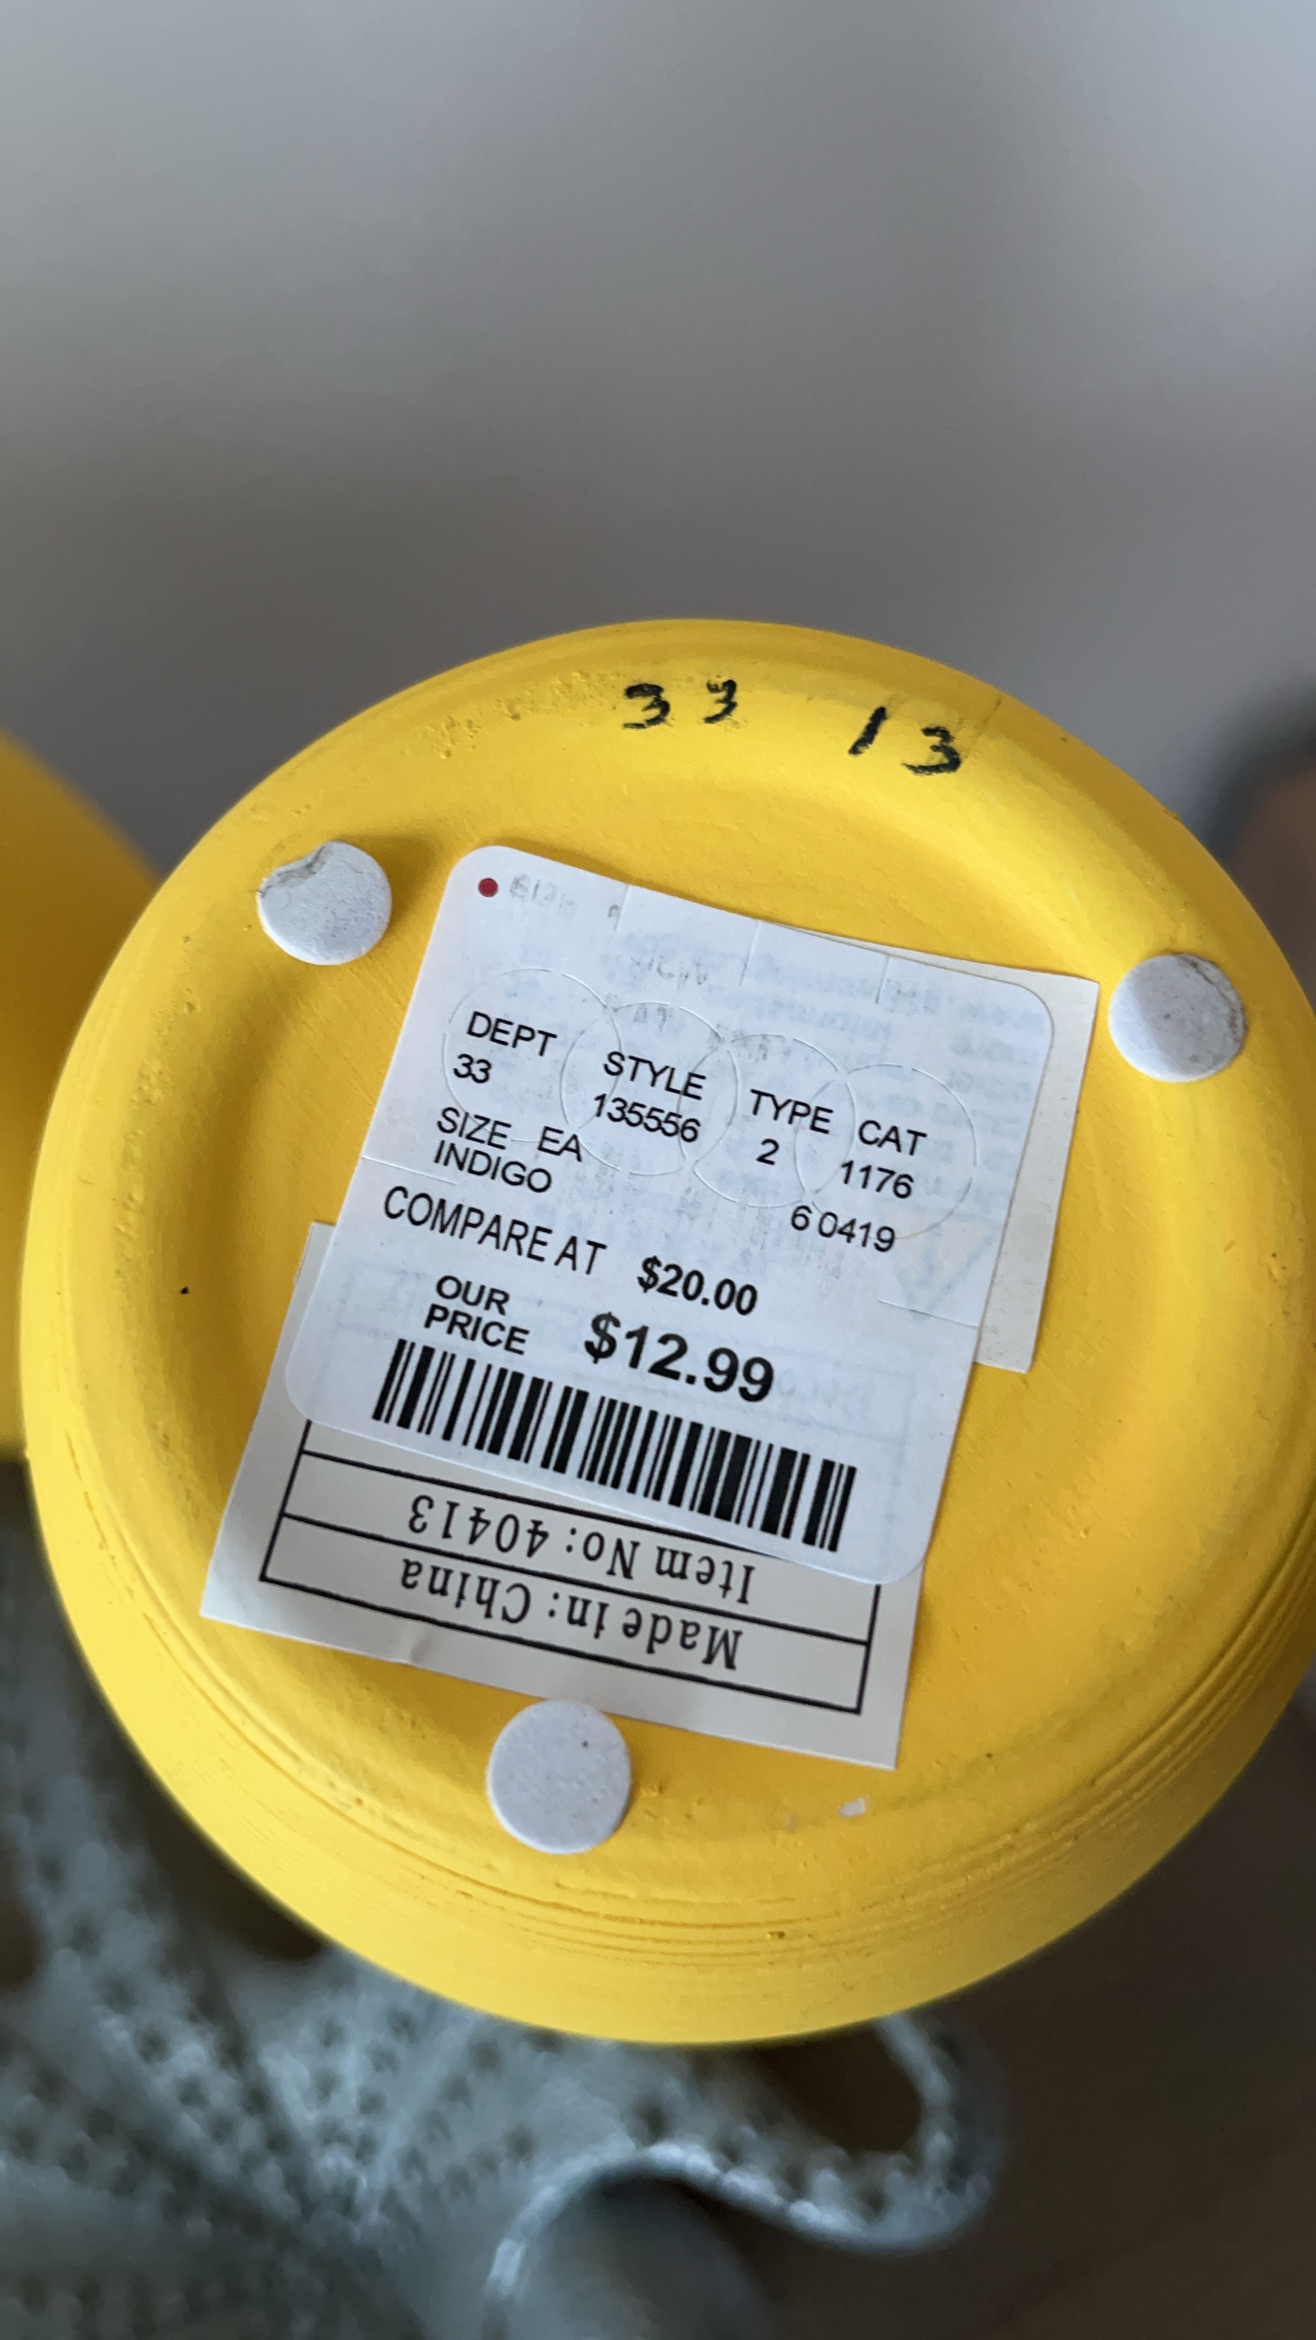 33 13
DEPT STYLE TYPE CAT
33 135556 2 1176
SIZE EA
INDIGO 6 0419
COMPARE AT $20.00
OUR PRICE $12.99
Item No: 40413
Made in: China